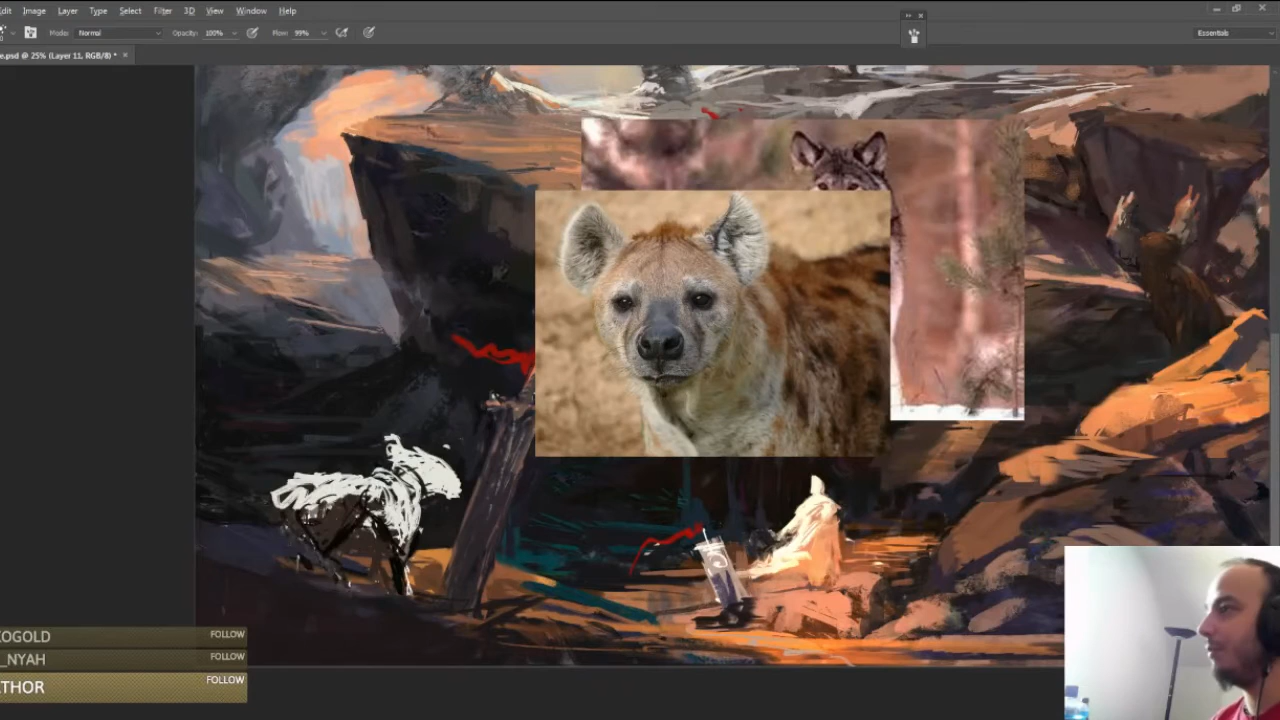 dit Image Layer Type Select Filter 3D View Window Help
Mode: Normal Opacity: 100% Flow: 99% Essentials
e.psd @ 25% (Layer 11, RGB/8) *
OGOLD FOLLOW
_NYAH FOLLOW
THOR FOLLOW